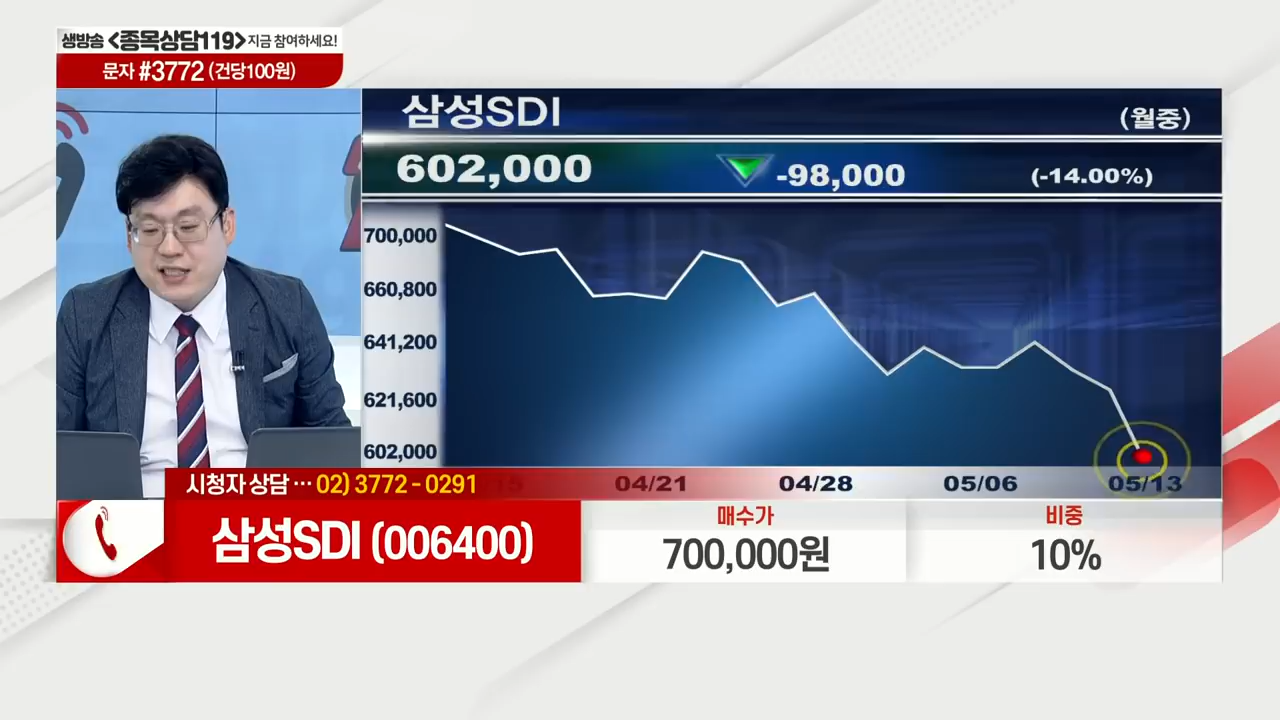 생방송 <종목상담119> 지금 참여하세요!
문자 #3772 (건당100원)
삼성SDI
(월중)
602,000
-98,000
(-14.00%)
700,000
660,800
641,200
621,600
602,000
04/21
04/28
05/06
05/13
시청자 상담 ··· 02) 3772 - 0291
삼성SDI (006400)
매수가
700,000원
비중
10%